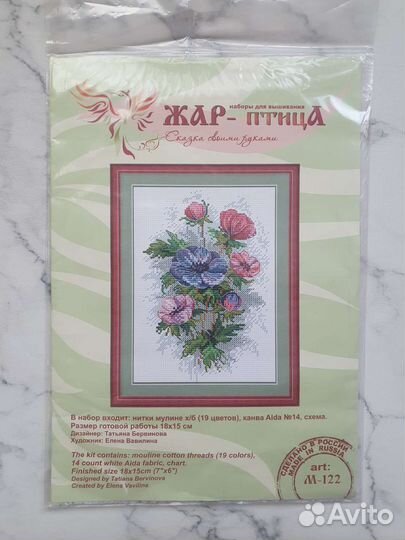 наборы для вышивания
ЖАР-ПТИЦА
Сказка своими руками
В набор входит: нитки мулине х/б (19 цветов), канва Aida №14, схема.
Размер готовой работы 18х15 см
Дизайнер: Татьяна Бервинова
Художник: Елена Вавилина
The kit contains: mouline cotton threads (19 colors),
14 count white Aida fabric, chart.
Finished size 18x15cm (7"x6")
Designed by Tatiana Bervinova
Created by Elena Vavilina
СДЕЛАНО В РОССИИ
MADE IN RUSSIA
art:
М-122
Avito